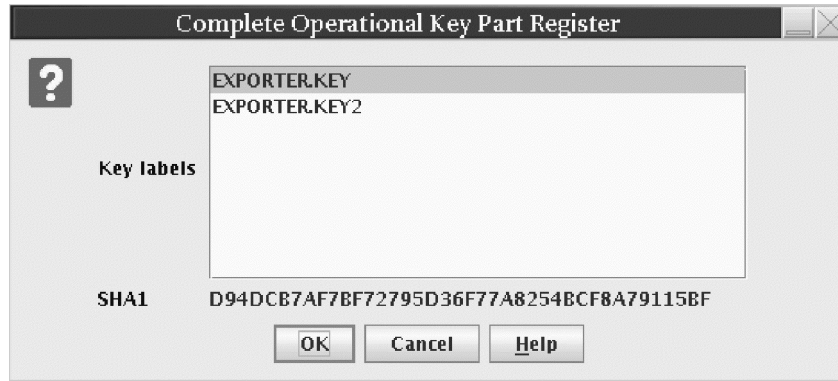 Complete Operational Key Part Register
?
EXPORTER.KEY
EXPORTER.KEY2
Key labels
SHA1 D94DCB7AF7BF72795D36F77A8254BCF8A79115BF
OK Cancel Help